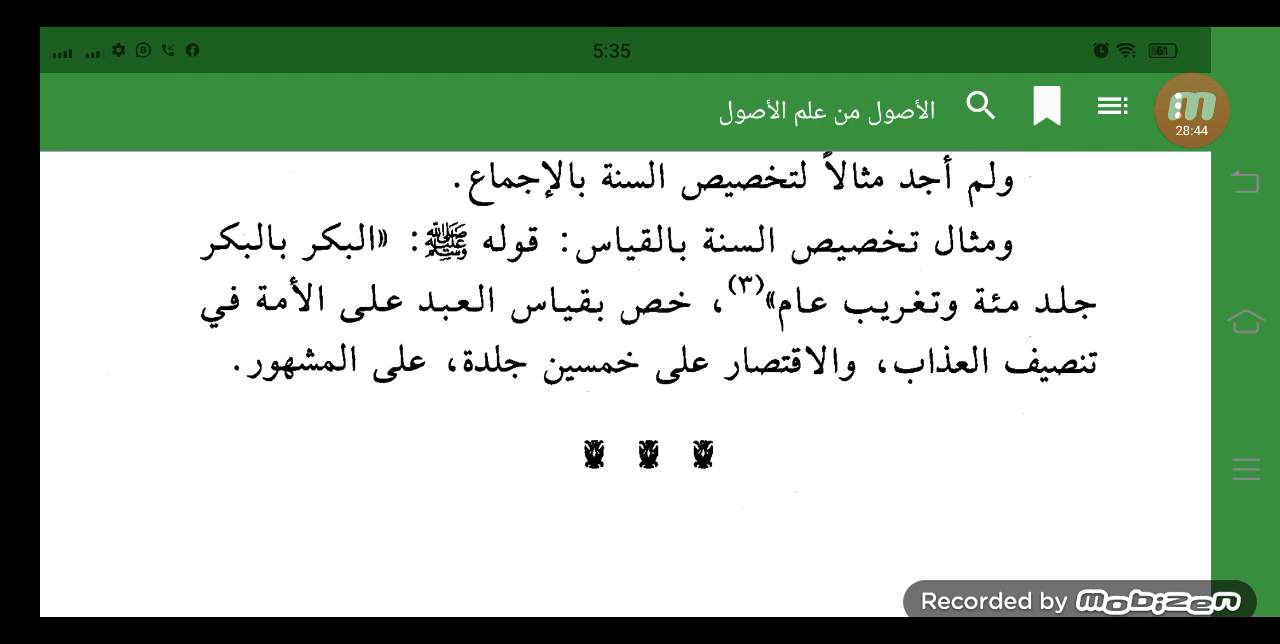 5:35
61
الأصول من علم الأصول
m
28:44
ولم أجد مثالاً لتخصيص السنة بالإجماع.
ومثال تخصيص السنة بالقياس: قوله ﷺ: «البكر بالبكر
جلد مئة وتغريب عام»(٣)، خص بقياس العبد على الأمة في
تنصيف العذاب، والاقتصار على خمسين جلدة، على المشهور.
Recorded by mobizen